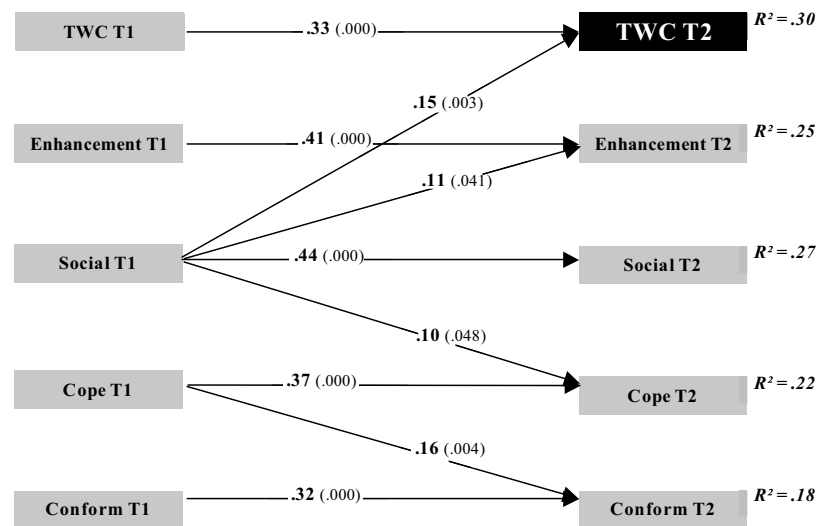 TWC T1
.33 (.000)
TWC T2
R² = .30
.15 (.003)
Enhancement T1
.41 (.000)
Enhancement T2
R² = .25
.11 (.041)
Social T1
.44 (.000)
Social T2
R² = .27
.10 (.048)
Cope T1
.37 (.000)
Cope T2
R² = .22
.16 (.004)
Conform T1
.32 (.000)
Conform T2
R² = .18